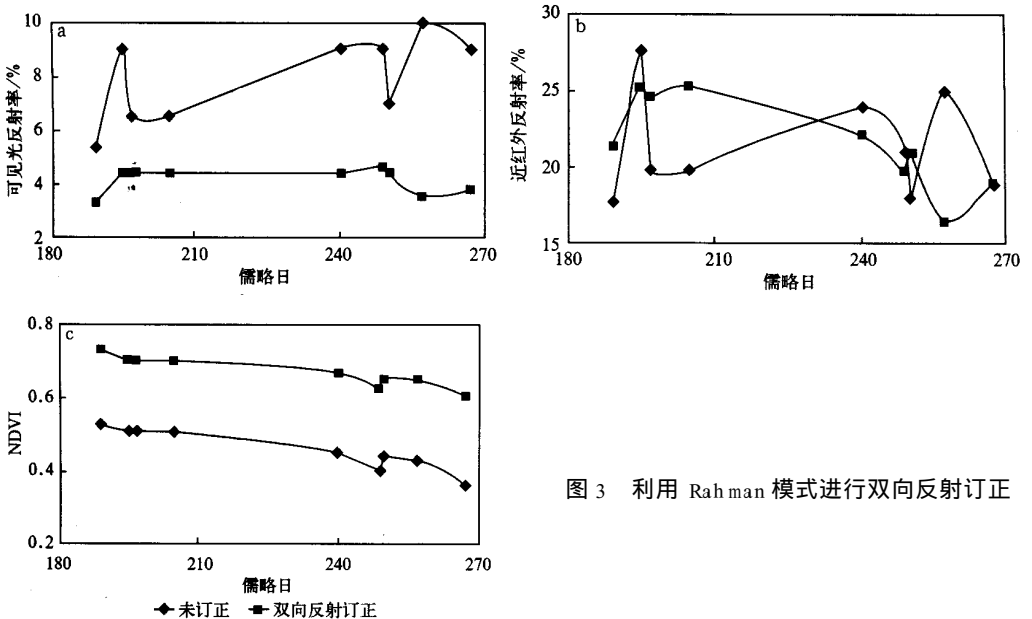 a
10
8
6
4
2
可见光反射率/%
180 210 240 270
儒略日
b
30
25
20
15
近红外反射率/%
180 210 240 270
儒略日
c
0.8
0.6
0.4
0.2
NDVI
180 210 240 270
儒略日
未订正 双向反射订正
图 3 利用 Rahman 模式进行双向反射订正